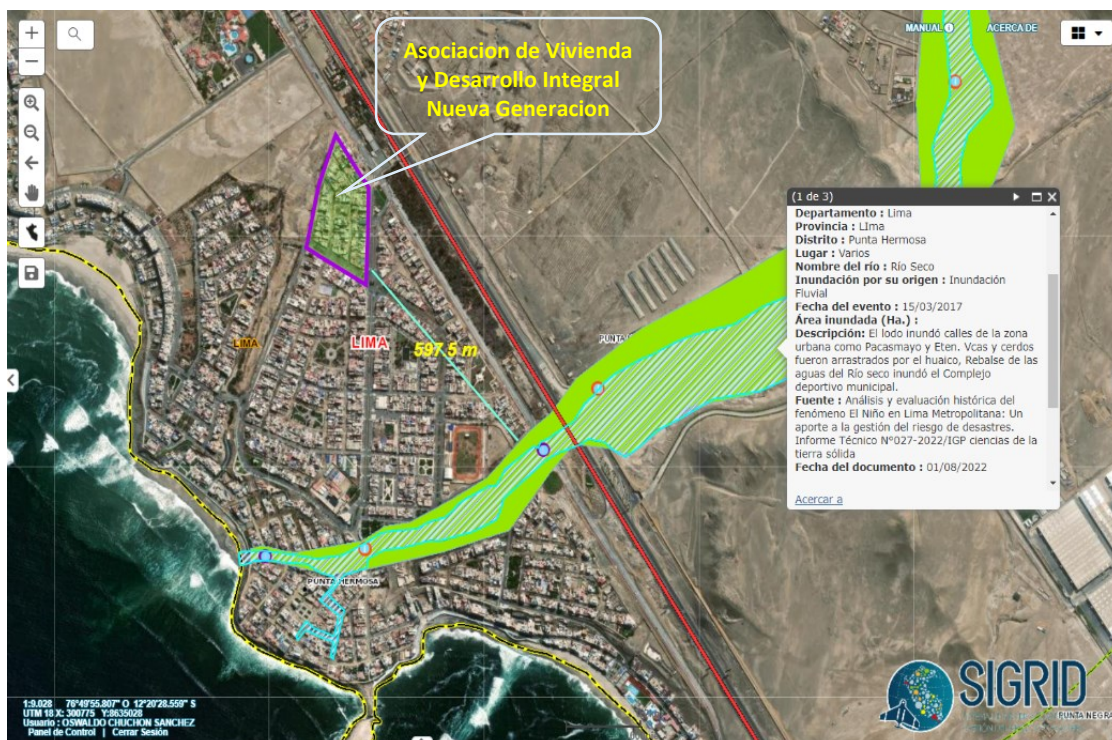 MANUAL
ACERCA DE
Asociacion de Vivienda
y Desarrollo Integral
Nueva Generacion
(1 de 3)
Departamento : Lima
Provincia : LIma
Distrito : Punta Hermosa
Lugar : Varios
Nombre del río : Río Seco
Inundación por su origen : Inundación
Fluvial
Fecha del evento : 15/03/2017
Área inundada (Ha.) :
Descripción: El lodo inundó calles de la zona
urbana como Pacasmayo y Eten. Vcas y cerdos
fueron arrastrados por el huaico, Rebalse de las
aguas del Río seco inundó el Complejo
deportivo municipal.
Fuente : Análisis y evaluación histórica del
fenómeno El Niño en Lima Metropolitana: Un
aporte a la gestión del riesgo de desastres.
Informe Técnico N°027-2022/IGP ciencias de la
tierra sólida
Fecha del documento : 01/08/2022
Acercar a
LIMA
LIMA
597.5 m
PUNTA
PUNTA HERMOSA
SIGRID
PUNTA NEGRA
1:9.028 76°49'55.807" O 12°20'28.559" S
UTM 18 X: 300775 Y:8635028
Usuario : OSWALDO CHUCHON SANCHEZ
Panel de Control | Cerrar Sesión